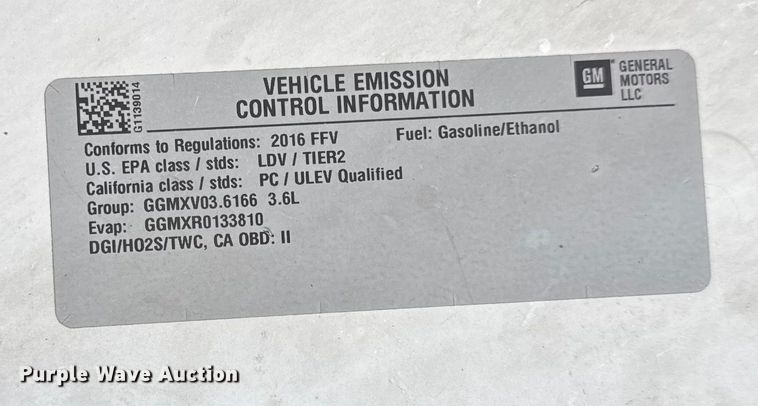 VEHICLE EMISSION
CONTROL INFORMATION
GM
GENERAL
MOTORS
LLC
G1139014
Conforms to Regulations: 2016 FFV Fuel: Gasoline/Ethanol
U.S. EPA class / stds: LDV / TIER2
California class / stds: PC / ULEV Qualified
Group: GGMXV03.6166 3.6L
Evap: GGMXR0133810
DGI/HO2S/TWC, CA OBD: II
Purple Wave Auction